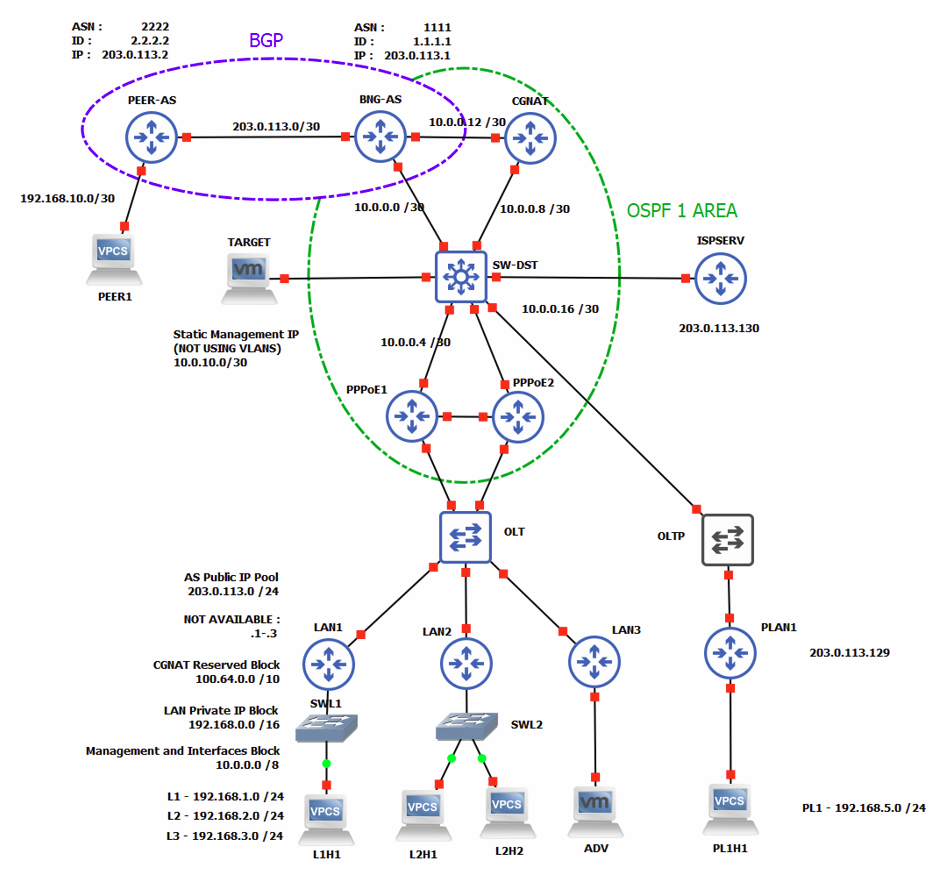 ASN :       2222
ID :        2.2.2.2
IP :   203.0.113.2
BGP
ASN :       1111
ID :        1.1.1.1
IP :   203.0.113.1
PEER-AS
BNG-AS
CGNAT
203.0.113.0/30
10.0.0.12 /30
192.168.10.0/30
10.0.0.0 /30
10.0.0.8 /30
OSPF 1 AREA
VPCS
PEER1
TARGET
vm
SW-DST
ISPSERV
10.0.0.16 /30
203.0.113.130
Static Management IP
(NOT USING VLANS)
10.0.10.0/30
10.0.0.4 /30
PPPoE1
PPPoE2
OLT
OLTP
AS Public IP Pool
203.0.113.0 /24
NOT AVAILABLE :
.1-.3
LAN1
LAN2
LAN3
PLAN1
203.0.113.129
CGNAT Reserved Block
100.64.0.0 /10
LAN Private IP Block
192.168.0.0 /16
SWL1
SWL2
Management and Interfaces Block
10.0.0.0 /8
L1 - 192.168.1.0 /24
L2 - 192.168.2.0 /24
L3 - 192.168.3.0 /24
VPCS
L1H1
VPCS
L2H1
VPCS
L2H2
vm
ADV
VPCS
PL1H1
PL1 - 192.168.5.0 /24